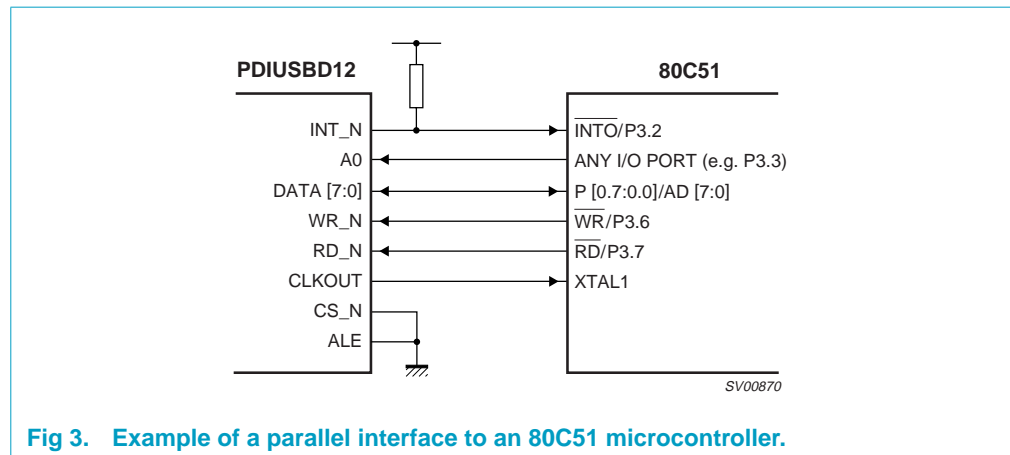 PDIUSBD12
80C51
INT_N
INTO/P3.2
A0
ANY I/O PORT (e.g. P3.3)
DATA [7:0]
P [0.7:0.0]/AD [7:0]
WR_N
WR/P3.6
RD_N
RD/P3.7
CLKOUT
XTAL1
CS_N
ALE
SV00870
Fig 3. Example of a parallel interface to an 80C51 microcontroller.